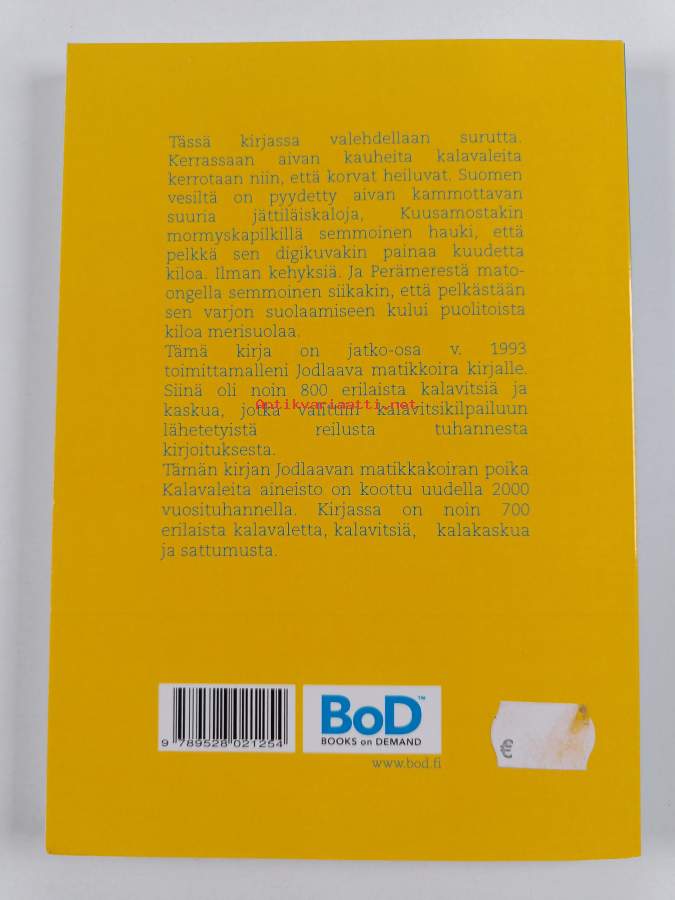 Tässä kirjassa valehdellaan surutta.
Kerrassaan aivan kauheita kalavaleita
kerrotaan niin, että korvat heiluvat. Suomen
vesiltä on pyydetty aivan kammottavan
suuria jättiläiskaloja, Kuusamostakin
mormyskapilkillä semmoinen hauki, että
pelkkä sen digikuvakin painaa kuudetta
kiloa. Ilman kehyksiä. Ja Perämerestä mato-
ongella semmoinen siikakin, että pelkästään
sen varjon suolaamiseen kului puolitoista
kiloa merisuolaa.
Tämä kirja on jatko-osa v. 1993
toimittamalleni Jodlaava matikkoira kirjalle.
Siinä oli noin 800 erilaista kalavitsiä ja
kaskua, jotka valittiin kalavitsikilpailuun
Antikvariaatti.net
lähetetyistä reilusta tuhannesta
kirjoituksesta.
Tämän kirjan Jodlaavan matikkakoiran poika
Kalavaleita aineisto on koottu uudella 2000
vuosituhannella. Kirjassa on noin 700
erilaista kalavaletta, kalavitsiä, kalakaskua
ja sattumusta.
9 789528 021254
BoD™
BOOKS on DEMAND
www.bod.fi